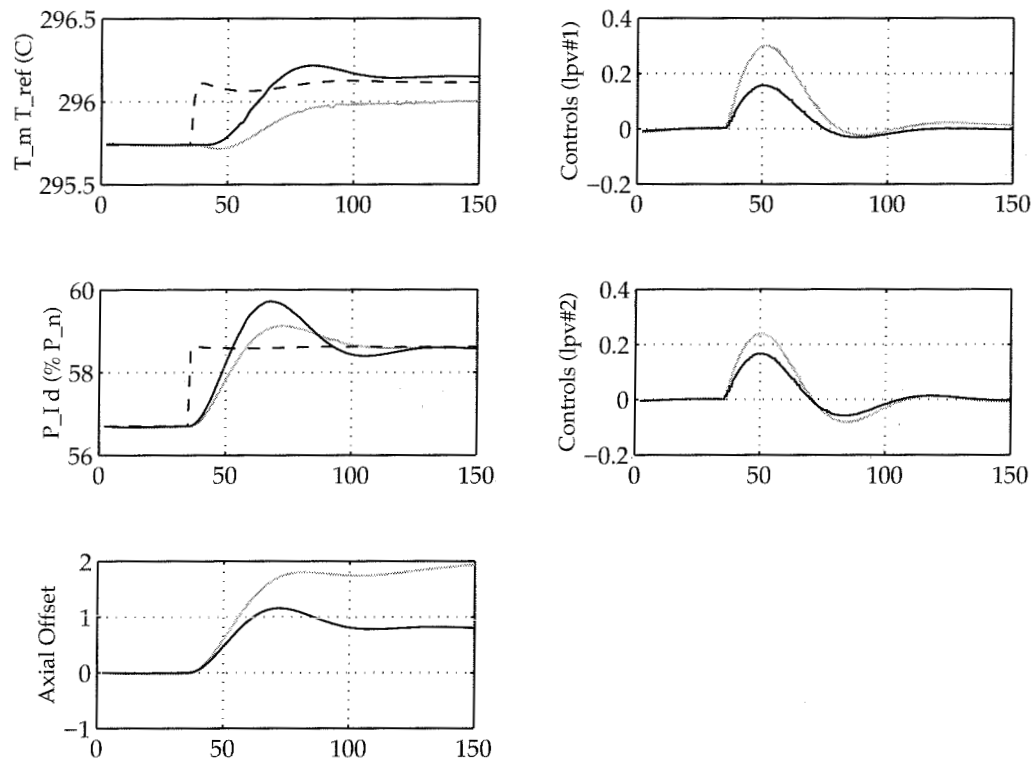 296.5
296
295.5
T_m T_ref (C)
0 50 100 150
0.4
0.2
0
−0.2
Controls (lpv#1)
0 50 100 150
60
58
56
P_I d (% P_n)
0 50 100 150
0.4
0.2
0
−0.2
Controls (lpv#2)
0 50 100 150
2
1
0
−1
Axial Offset
0 50 100 150